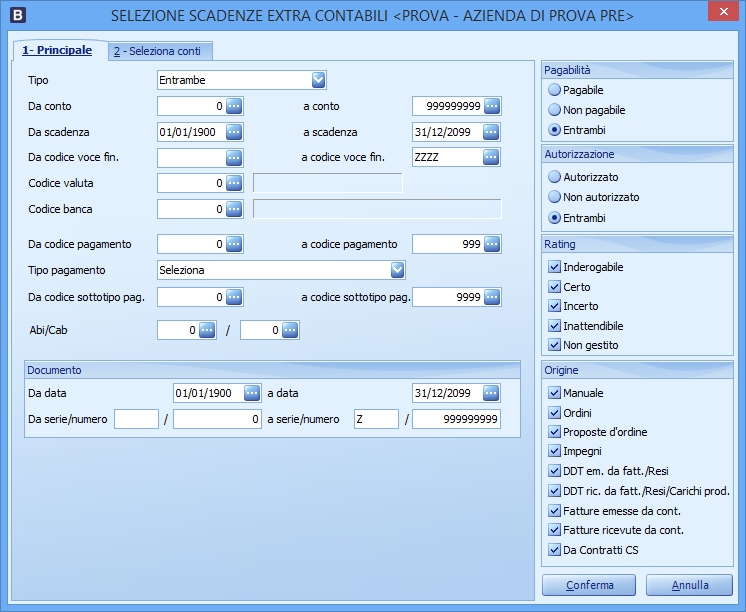 B SELEZIONE SCADENZE EXTRA CONTABILI <PROVA - AZIENDA DI PROVA PRE>
1- Principale 2 - Seleziona conti
Tipo Entrambe
Da conto 0 a conto 999999999
Da scadenza 01/01/1900 a scadenza 31/12/2099
Da codice voce fin. a codice voce fin. ZZZZ
Codice valuta 0
Codice banca 0
Da codice pagamento 0 a codice pagamento 999
Tipo pagamento Seleziona
Da codice sottotipo pag. 0 a codice sottotipo pag. 9999
Abi/Cab 0 / 0
Documento
Da data 01/01/1900 a data 31/12/2099
Da serie/numero / 0 a serie/numero Z / 999999999
Pagabilità
Pagabile
Non pagabile
Entrambi
Autorizzazione
Autorizzato
Non autorizzato
Entrambi
Rating
Inderogabile
Certo
Incerto
Inattendibile
Non gestito
Origine
Manuale
Ordini
Proposte d'ordine
Impegni
DDT em. da fatt./Resi
DDT ric. da fatt./Resi/Carichi prod.
Fatture emesse da cont.
Fatture ricevute da cont.
Da Contratti CS
Conferma Annulla